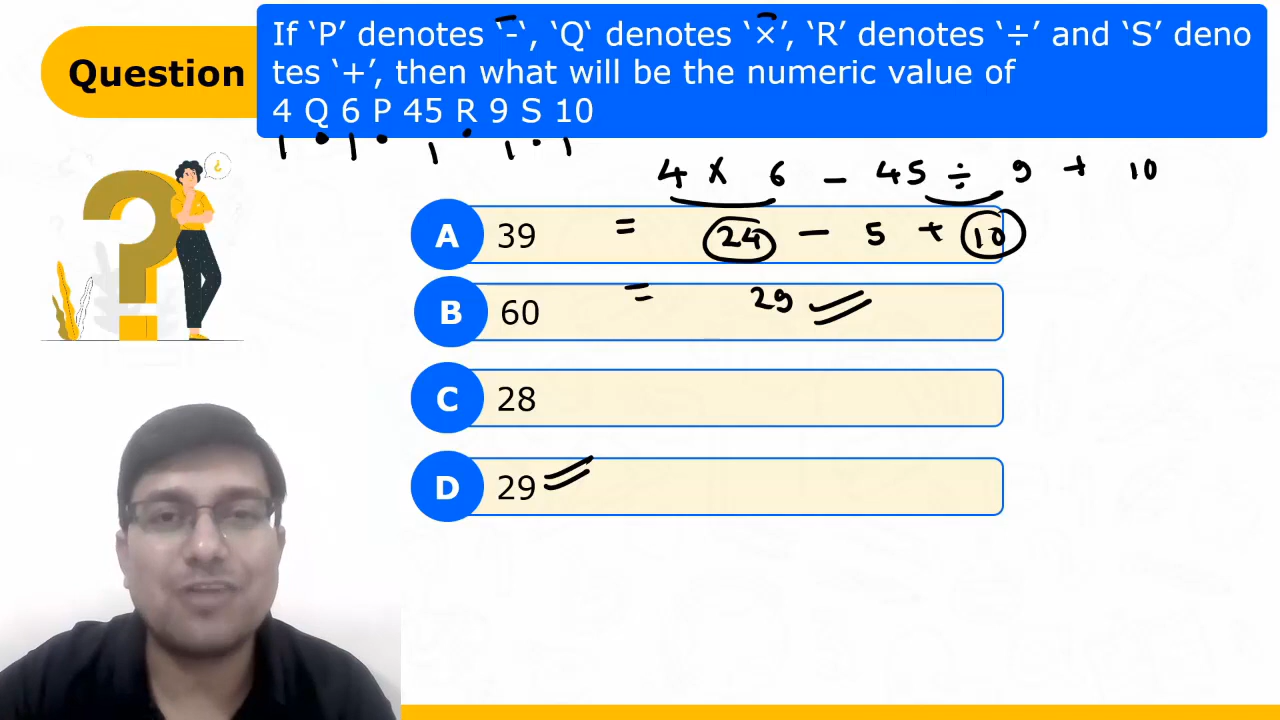 Question
If ‘P’ denotes ‘-‘, ‘Q‘ denotes ‘×’, ‘R’ denotes ‘÷’ and ‘S’ deno
tes ‘+’, then what will be the numeric value of
4 Q 6 P 45 R 9 S 10
?
4 × 6 - 45 ÷ 9 + 10
A 39
= 24 - 5 + 10
B 60
= 29
C 28
D 29